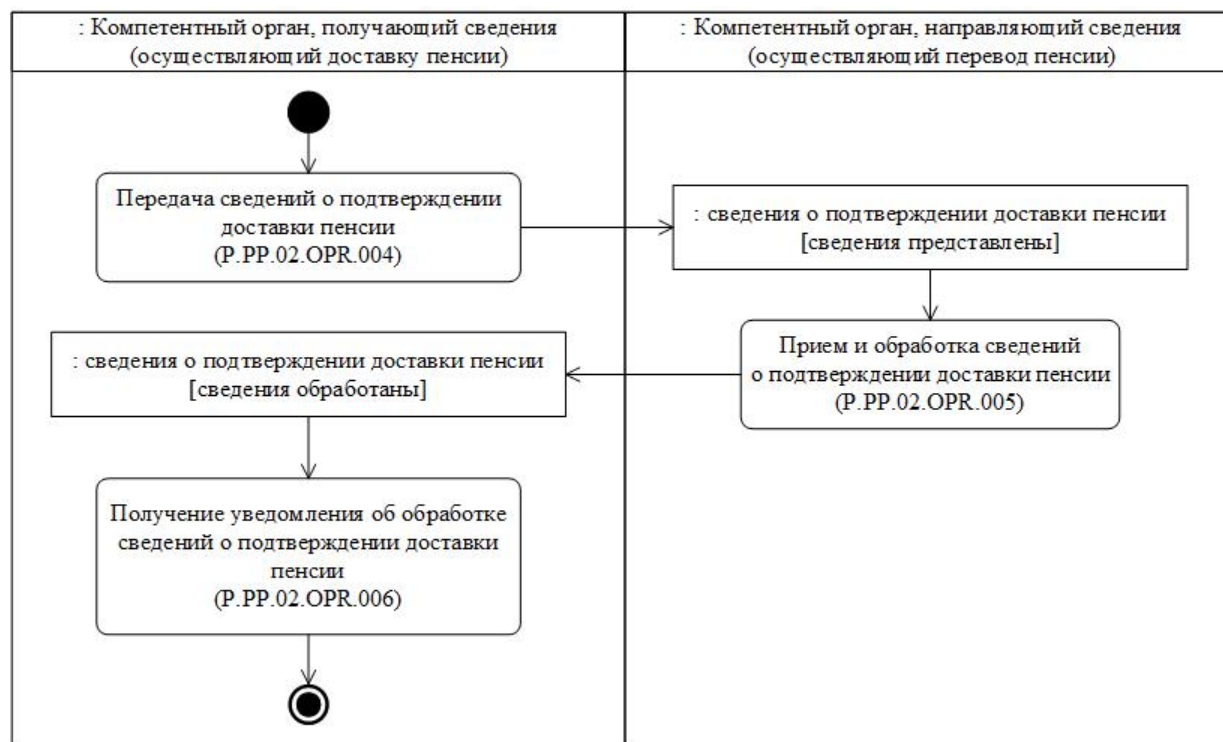 : Компетентный орган, получающий сведения
(осуществляющий доставку пенсии)
: Компетентный орган, направляющий сведения
(осуществляющий перевод пенсии)
Передача сведений о подтверждении
доставки пенсии
(P.PP.02.OPR.004)
: сведения о подтверждении доставки пенсии
[сведения представлены]
Прием и обработка сведений
о подтверждении доставки пенсии
(P.PP.02.OPR.005)
: сведения о подтверждении доставки пенсии
[сведения обработаны]
Получение уведомления об обработке
сведений о подтверждении доставки
пенсии
(P.PP.02.OPR.006)